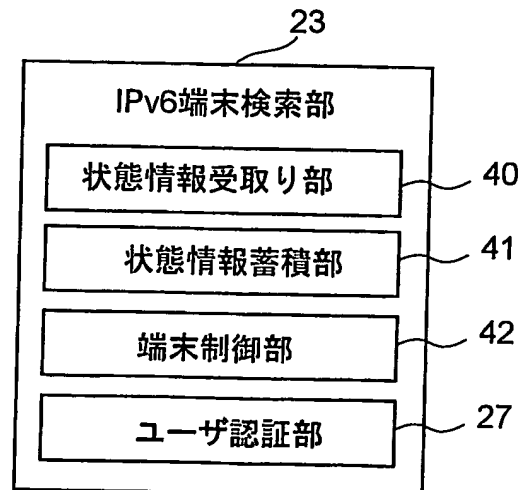 23
IPv6端末検索部
状態情報受取り部 40
状態情報蓄積部 41
端末制御部 42
ユーザ認証部 27